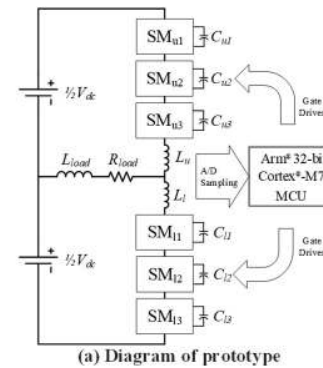 SMu1
Cu1
SMu2
Cu2
SMu3
Cu3
Gate
Driver
½Vdc
Lload
Rload
Lu
Ll
A/D
Sampling
Arm® 32-bi
Cortex®-M7
MCU
½Vdc
SMl1
Cl1
SMl2
Cl2
SMl3
Cl3
Gate
Driver
(a) Diagram of prototype